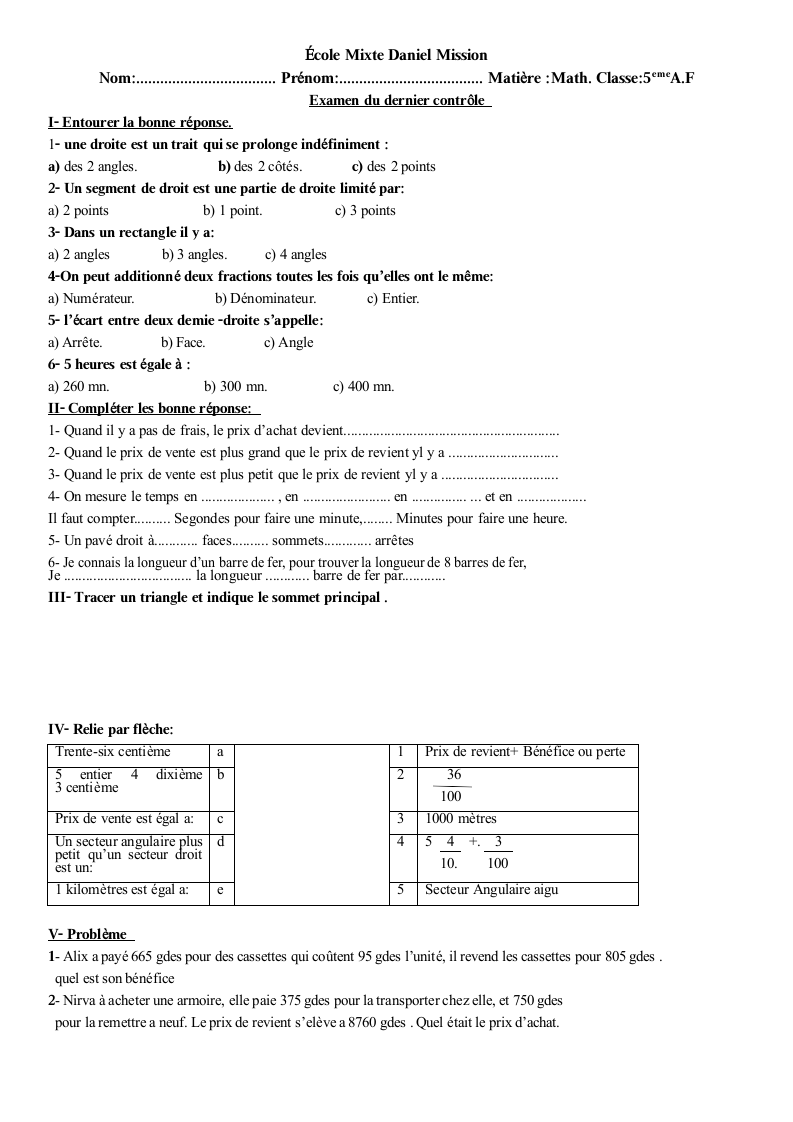 École Mixte Daniel Mission
Nom:................................... Prénom:.................................... Matière :Math. Classe:5emeA.F
Examen du dernier contrôle
I- Entourer la bonne réponse.
1- une droite est un trait qui se prolonge indéfiniment :
a) des 2 angles. b) des 2 côtés. c) des 2 points
2- Un segment de droit est une partie de droite limité par:
a) 2 points b) 1 point. c) 3 points
3- Dans un rectangle il y a:
a) 2 angles b) 3 angles. c) 4 angles
4-On peut additionné deux fractions toutes les fois qu'elles ont le même:
a) Numérateur. b) Dénominateur. c) Entier.
5- l'écart entre deux demie -droite s'appelle:
a) Arrête. b) Face. c) Angle
6- 5 heures est égale à :
a) 260 mn. b) 300 mn. c) 400 mn.
II- Compléter les bonne réponse:
1- Quand il y a pas de frais, le prix d'achat devient...........................................................
2- Quand le prix de vente est plus grand que le prix de revient yl y a ..............................
3- Quand le prix de vente est plus petit que le prix de revient yl y a ................................
4- On mesure le temps en .................... , en ........................ en ............... ... et en ...................
Il faut compter.......... Segondes pour faire une minute,........ Minutes pour faire une heure.
5- Un pavé droit à............ faces.......... sommets............. arrêtes
6- Je connais la longueur d'un barre de fer, pour trouver la longueur de 8 barres de fer,
Je ................................... la longueur ............ barre de fer par............
III- Tracer un triangle et indique le sommet principal .
IV- Relie par flèche:
Trente-six centième a 1 Prix de revient+ Bénéfice ou perte
5 entier 4 dixième b 2 36
3 centième
100
Prix de vente est égal a: c 3 1000 mètres
Un secteur angulaire plus d 4 5 4 +. 3
petit qu'un secteur droit
10. 100
est un:
1 kilomètres est égal a: e 5 Secteur Angulaire aigu
V- Problème
1- Alix a payé 665 gdes pour des cassettes qui coûtent 95 gdes l'unité, il revend les cassettes pour 805 gdes .
quel est son bénéfice
2- Nirva à acheter une armoire, elle paie 375 gdes pour la transporter chez elle, et 750 gdes
pour la remettre a neuf. Le prix de revient s'elève a 8760 gdes . Quel était le prix d'achat.